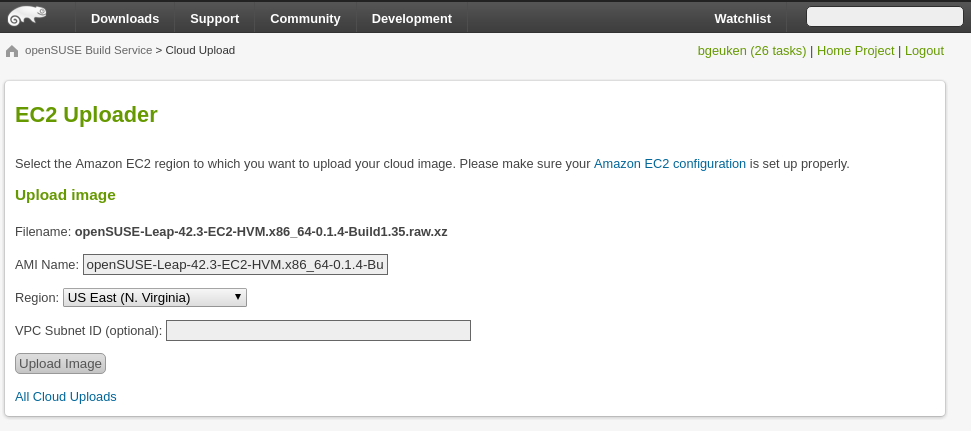 Downloads Support Community Development Watchlist
openSUSE Build Service > Cloud Upload bgeuken (26 tasks) | Home Project | Logout
EC2 Uploader
Select the Amazon EC2 region to which you want to upload your cloud image. Please make sure your Amazon EC2 configuration is set up properly.
Upload image
Filename: openSUSE-Leap-42.3-EC2-HVM.x86_64-0.1.4-Build1.35.raw.xz
AMI Name: openSUSE-Leap-42.3-EC2-HVM.x86_64-0.1.4-Bu
Region: US East (N. Virginia)
VPC Subnet ID (optional):
Upload Image
All Cloud Uploads